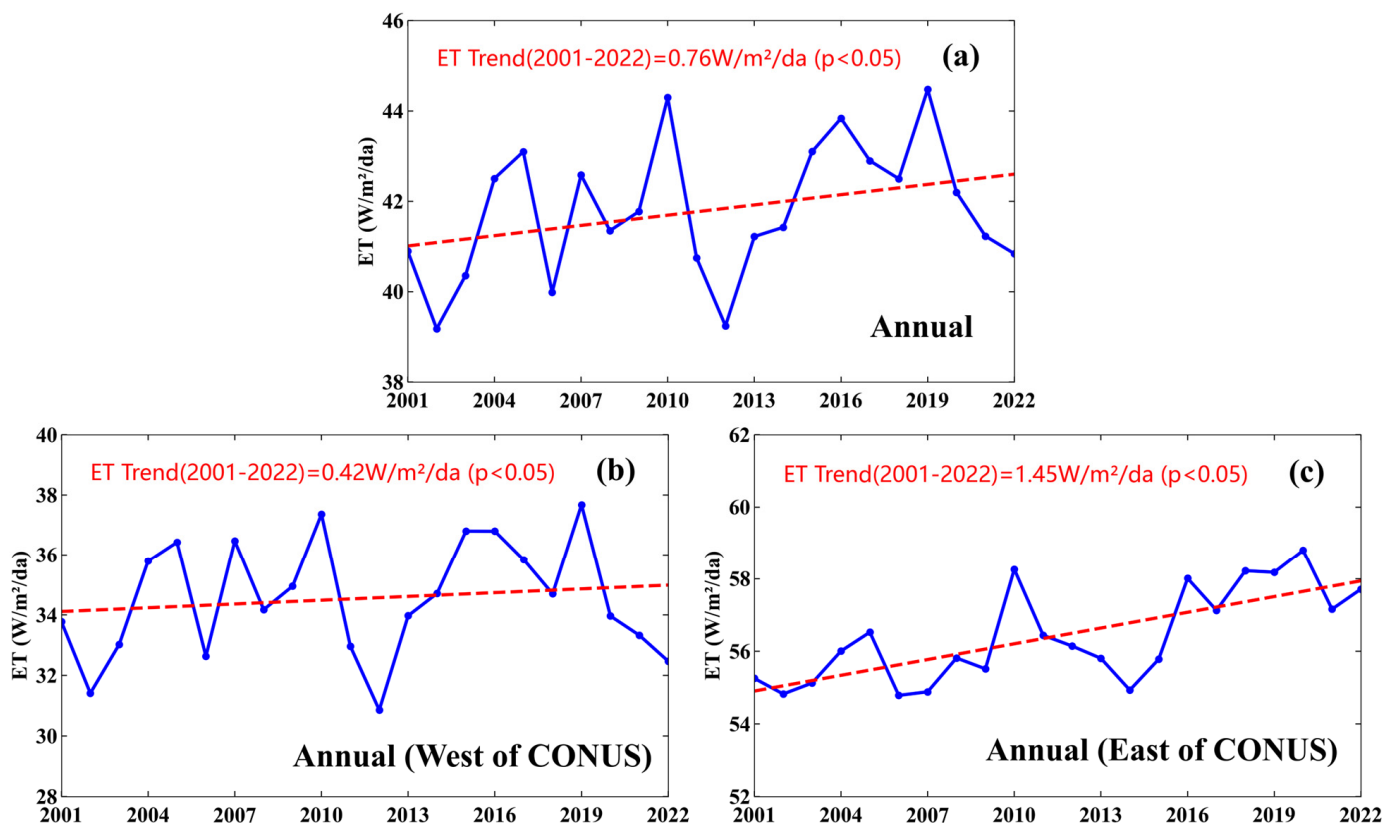 46
44
42
40
38
ET (W/m²/da)
ET Trend(2001-2022)=0.76W/m²/da (p<0.05)
(a)
Annual
2001 2004 2007 2010 2013 2016 2019 2022
40
38
36
34
32
30
28
ET (W/m²/da)
ET Trend(2001-2022)=0.42W/m²/da (p<0.05)
(b)
Annual (West of CONUS)
2001 2004 2007 2010 2013 2016 2019 2022
62
60
58
56
54
52
ET (W/m²/da)
ET Trend(2001-2022)=1.45W/m²/da (p<0.05)
(c)
Annual (East of CONUS)
2001 2004 2007 2010 2013 2016 2019 2022